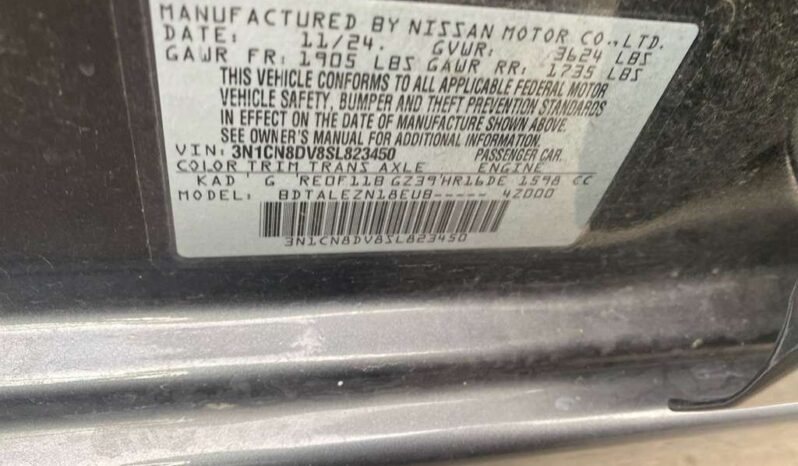 MANUFACTURED BY NISSAN MOTOR CO.,LTD.
DATE: 11/24. GVWR: 3624 LBS
GAWR FR: 1905 LBS GAWR RR: 1735 LBS
THIS VEHICLE CONFORMS TO ALL APPLICABLE FEDERAL MOTOR
VEHICLE SAFETY, BUMPER AND THEFT PREVENTION STANDARDS
IN EFFECT ON THE DATE OF MANUFACTURE SHOWN ABOVE.
SEE OWNER'S MANUAL FOR ADDITIONAL INFORMATION.
VIN: 3N1CN8DV8SL823450 PASSENGER CAR.
COLOR TRIM TRANS AXLE ENGINE
KAD G RE0F11B GZ39 HR16DE 1598 CC
MODEL: BDTALEZN18EUB----- 4Z000
3N1CN8DV8SL823450